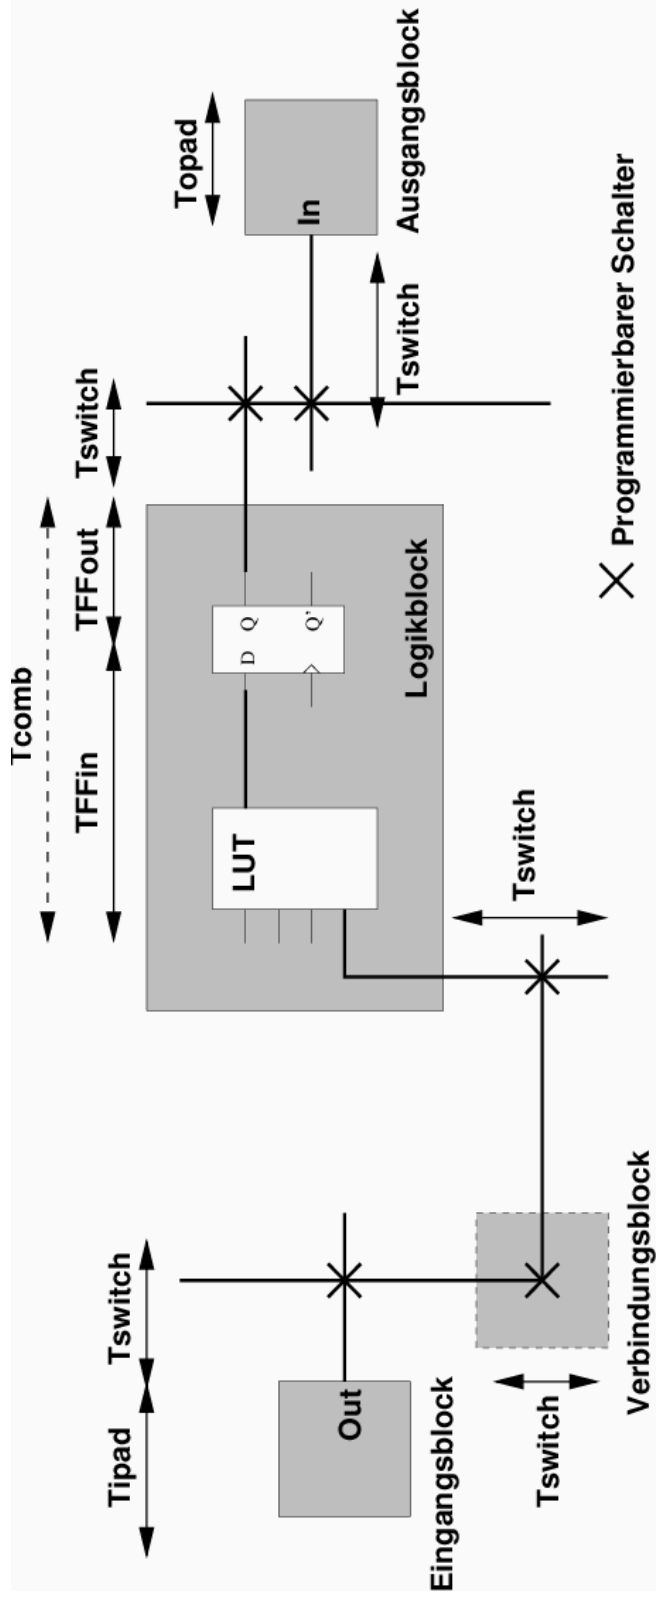 Tcomb
TFFin
TFFout
Tswitch
Topad
Tipad
Tswitch
LUT
D
Q
Q'
In
Out
Tswitch
Ausgangsblock
Logikblock
Eingangsblock
Tswitch
Tswitch
Verbindungsblock
Programmierbarer Schalter